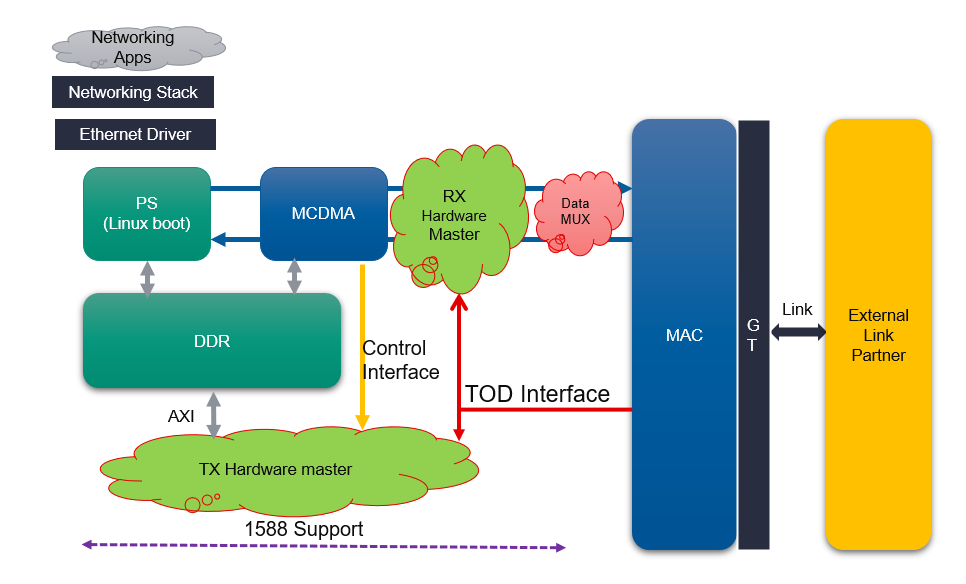 Networking
Apps
Networking Stack
Ethernet Driver
PS
(Linux boot)
MCDMA
RX
Hardware
Master
Data
MUX
DDR
Control
Interface
TOD Interface
MAC
G
T
Link
External
Link
Partner
AXI
TX Hardware master
1588 Support